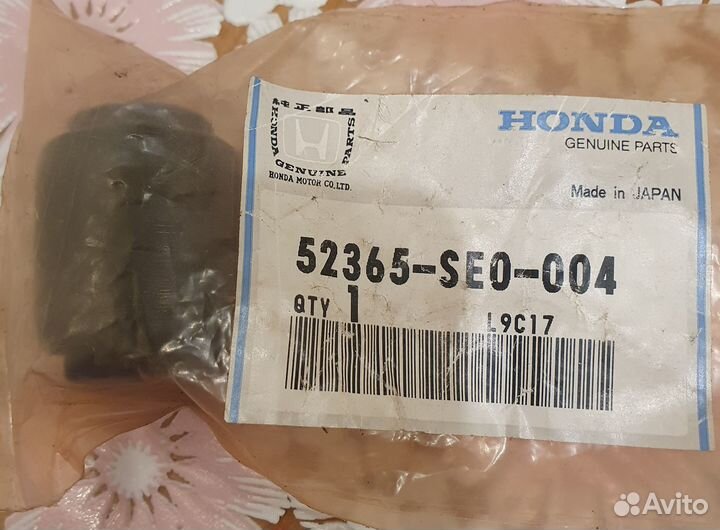 純正部品
HONDA
GENUINE
PARTS
HONDA MOTOR CO.,LTD.
HONDA
GENUINE PARTS
Made in JAPAN
52365-SE0-004
QTY 1
L9C17
Avito